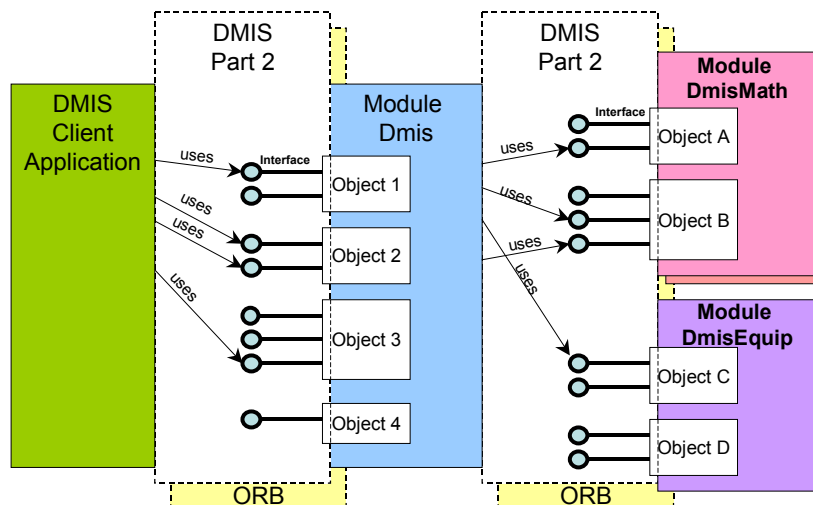 DMIS
Part 2
DMIS
Part 2
Module
DmisMath
DMIS
Client
Application
Module
Dmis
uses
Interface
Object 1
uses
uses
Object 2
uses
Object 3
Object 4
uses
Interface
Object A
uses
Object B
uses
uses
Module
DmisEquip
Object C
Object D
ORB
ORB